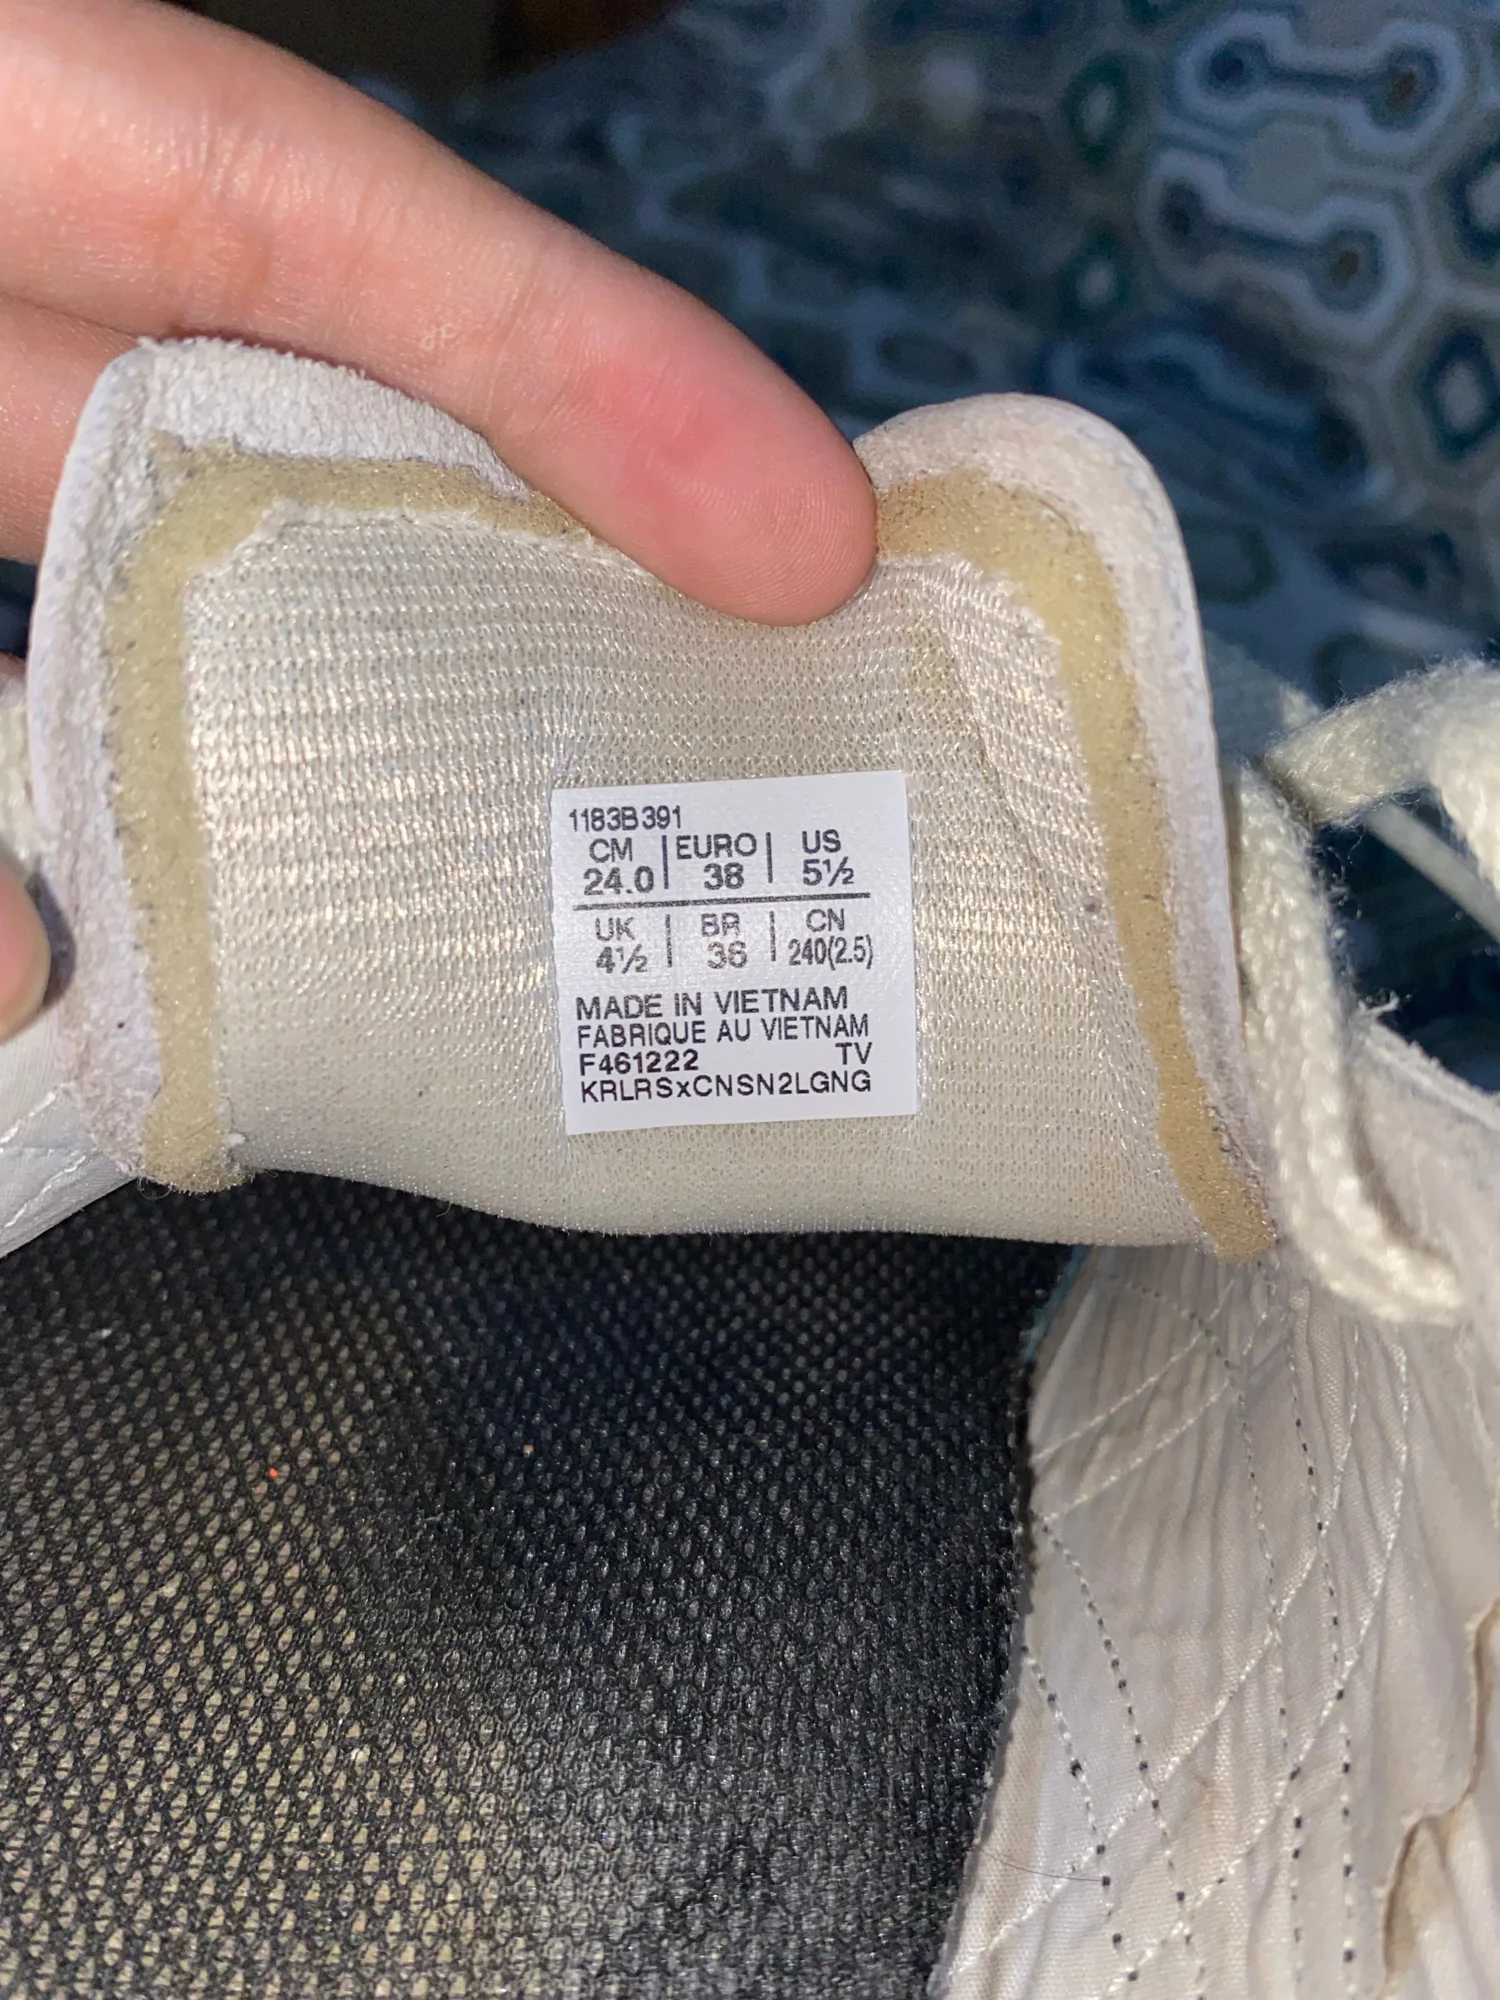 1183B391
CM EURO US
24.0 38 5½
UK BR CN
4½ 36 240(2.5)
MADE IN VIETNAM
FABRIQUE AU VIETNAM
F461222 TV
KRLRSxCNSN2LGNG